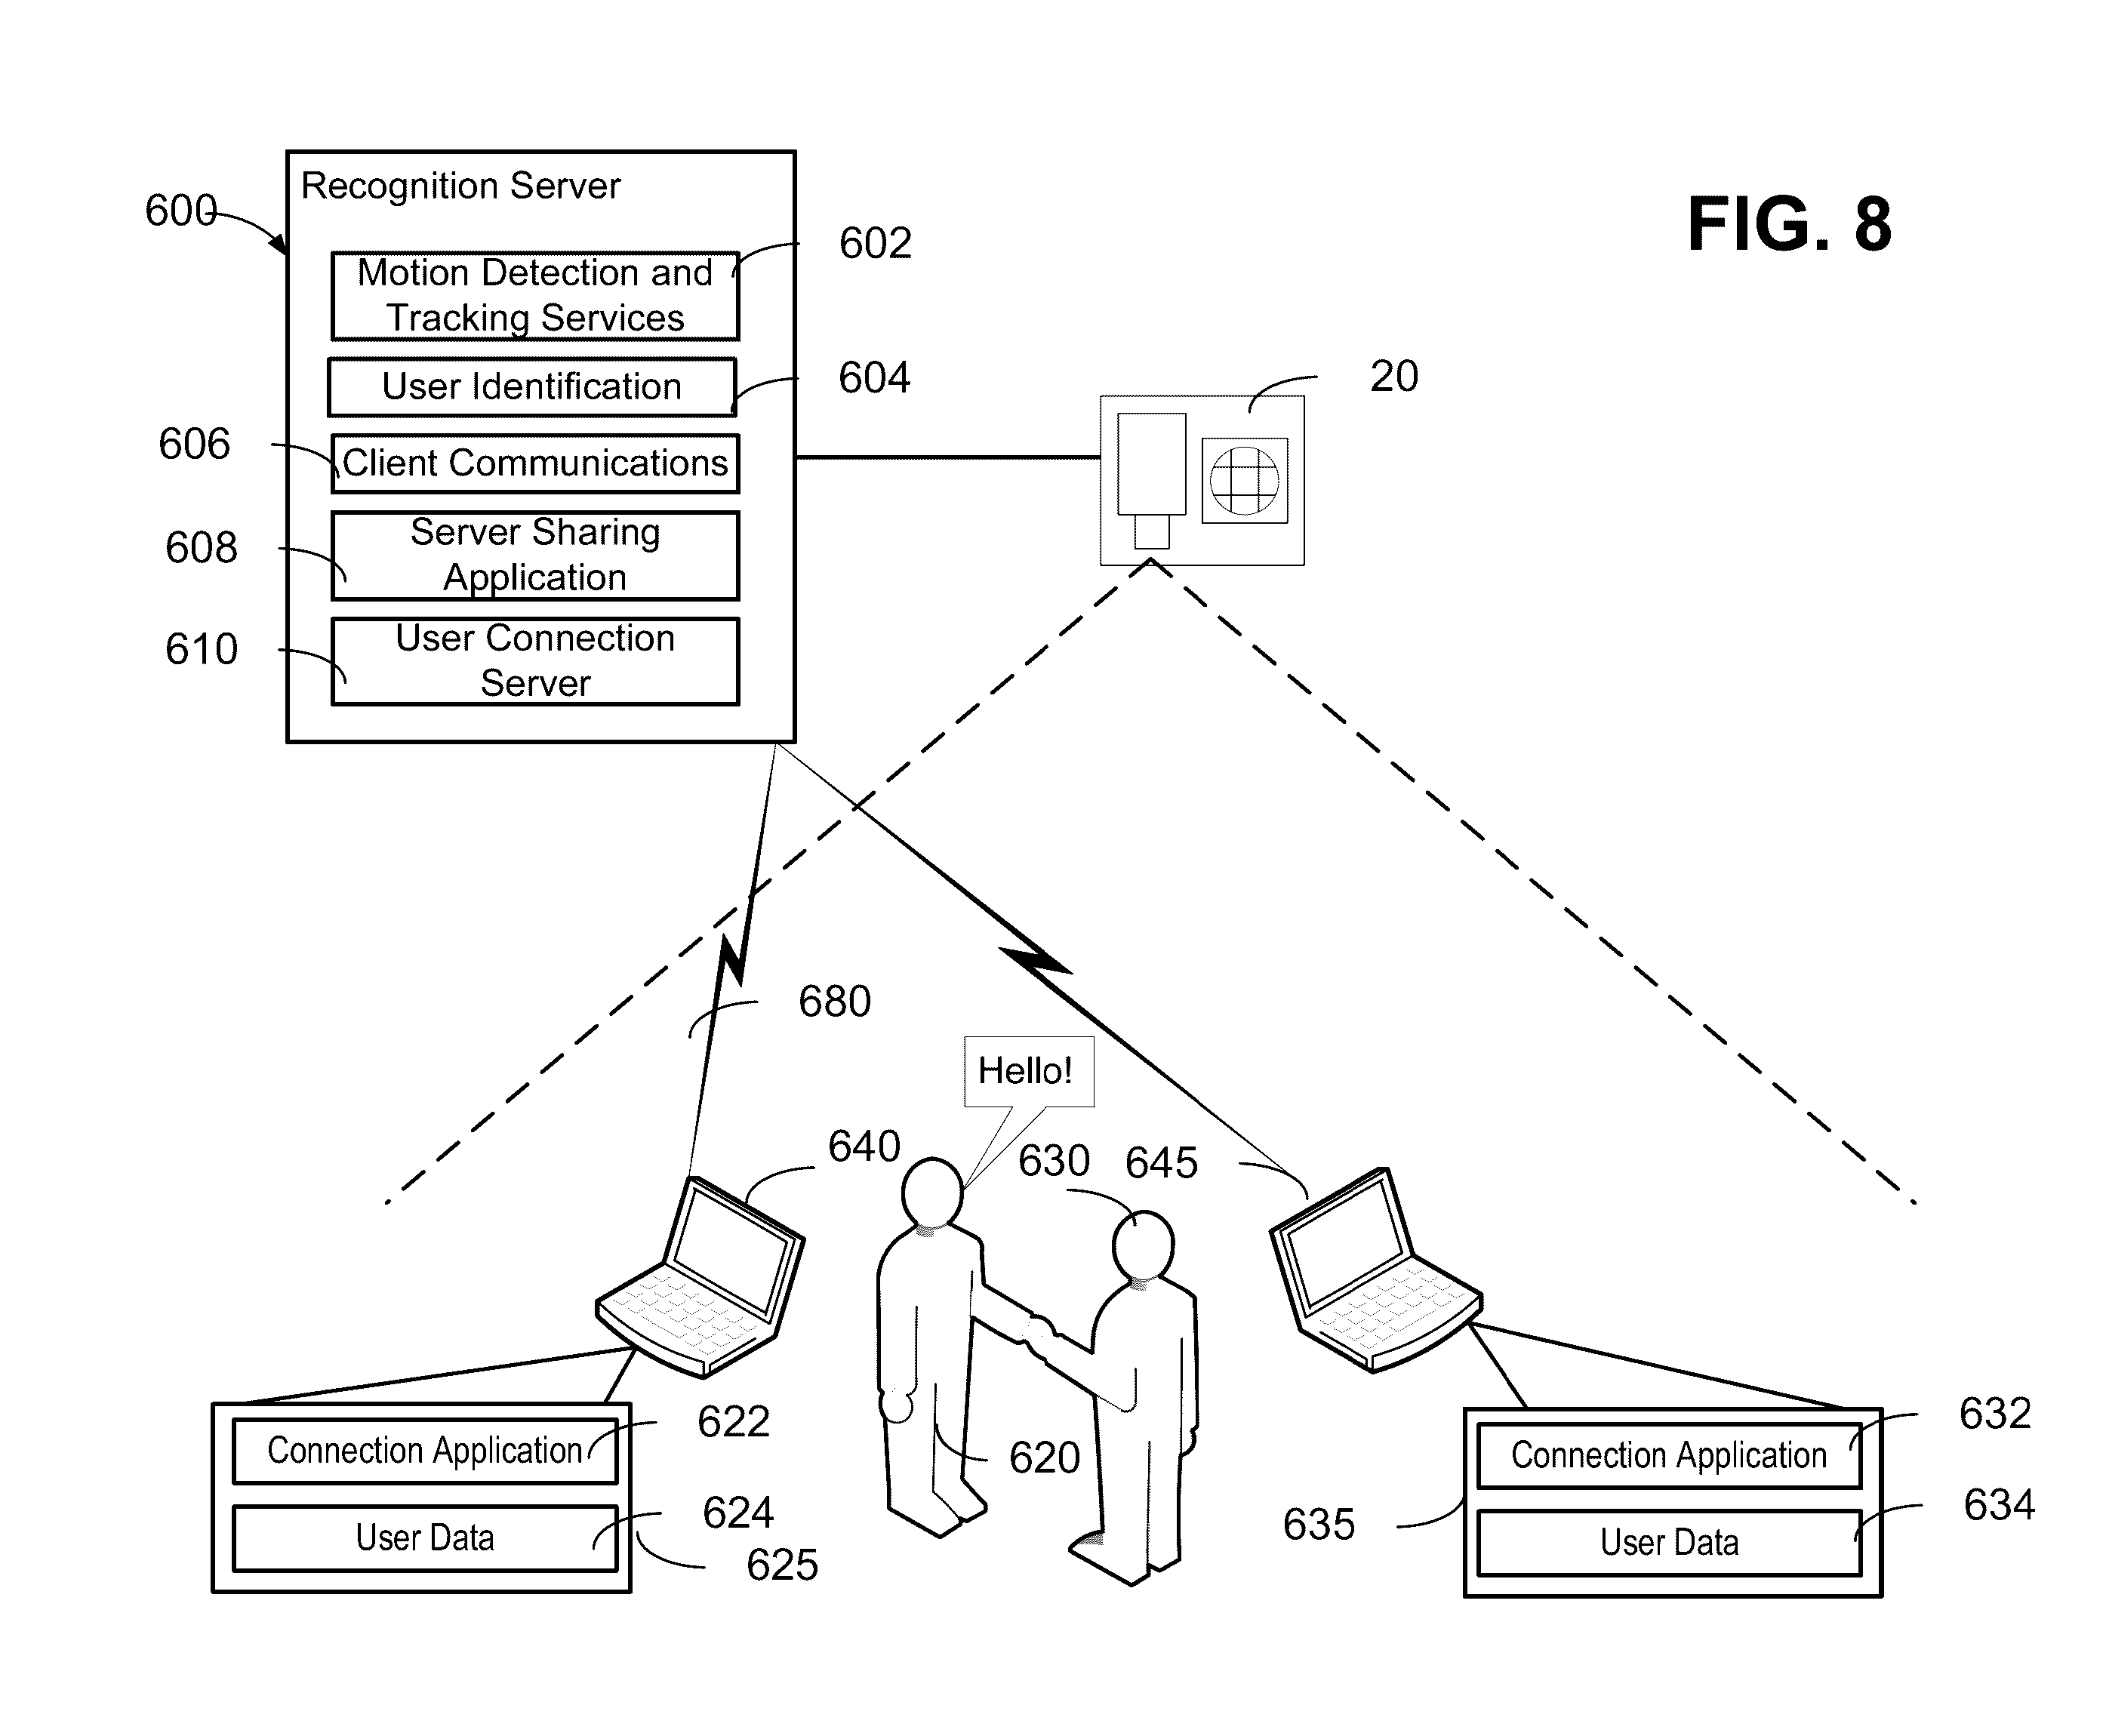 FIG. 8
Recognition Server
600
Motion Detection and
Tracking Services
602
User Identification
604
606
Client Communications
608
Server Sharing
Application
610
User Connection
Server
20
680
Hello!
640
630
645
Connection Application
622
User Data
624
625
620
Connection Application
632
User Data
634
635